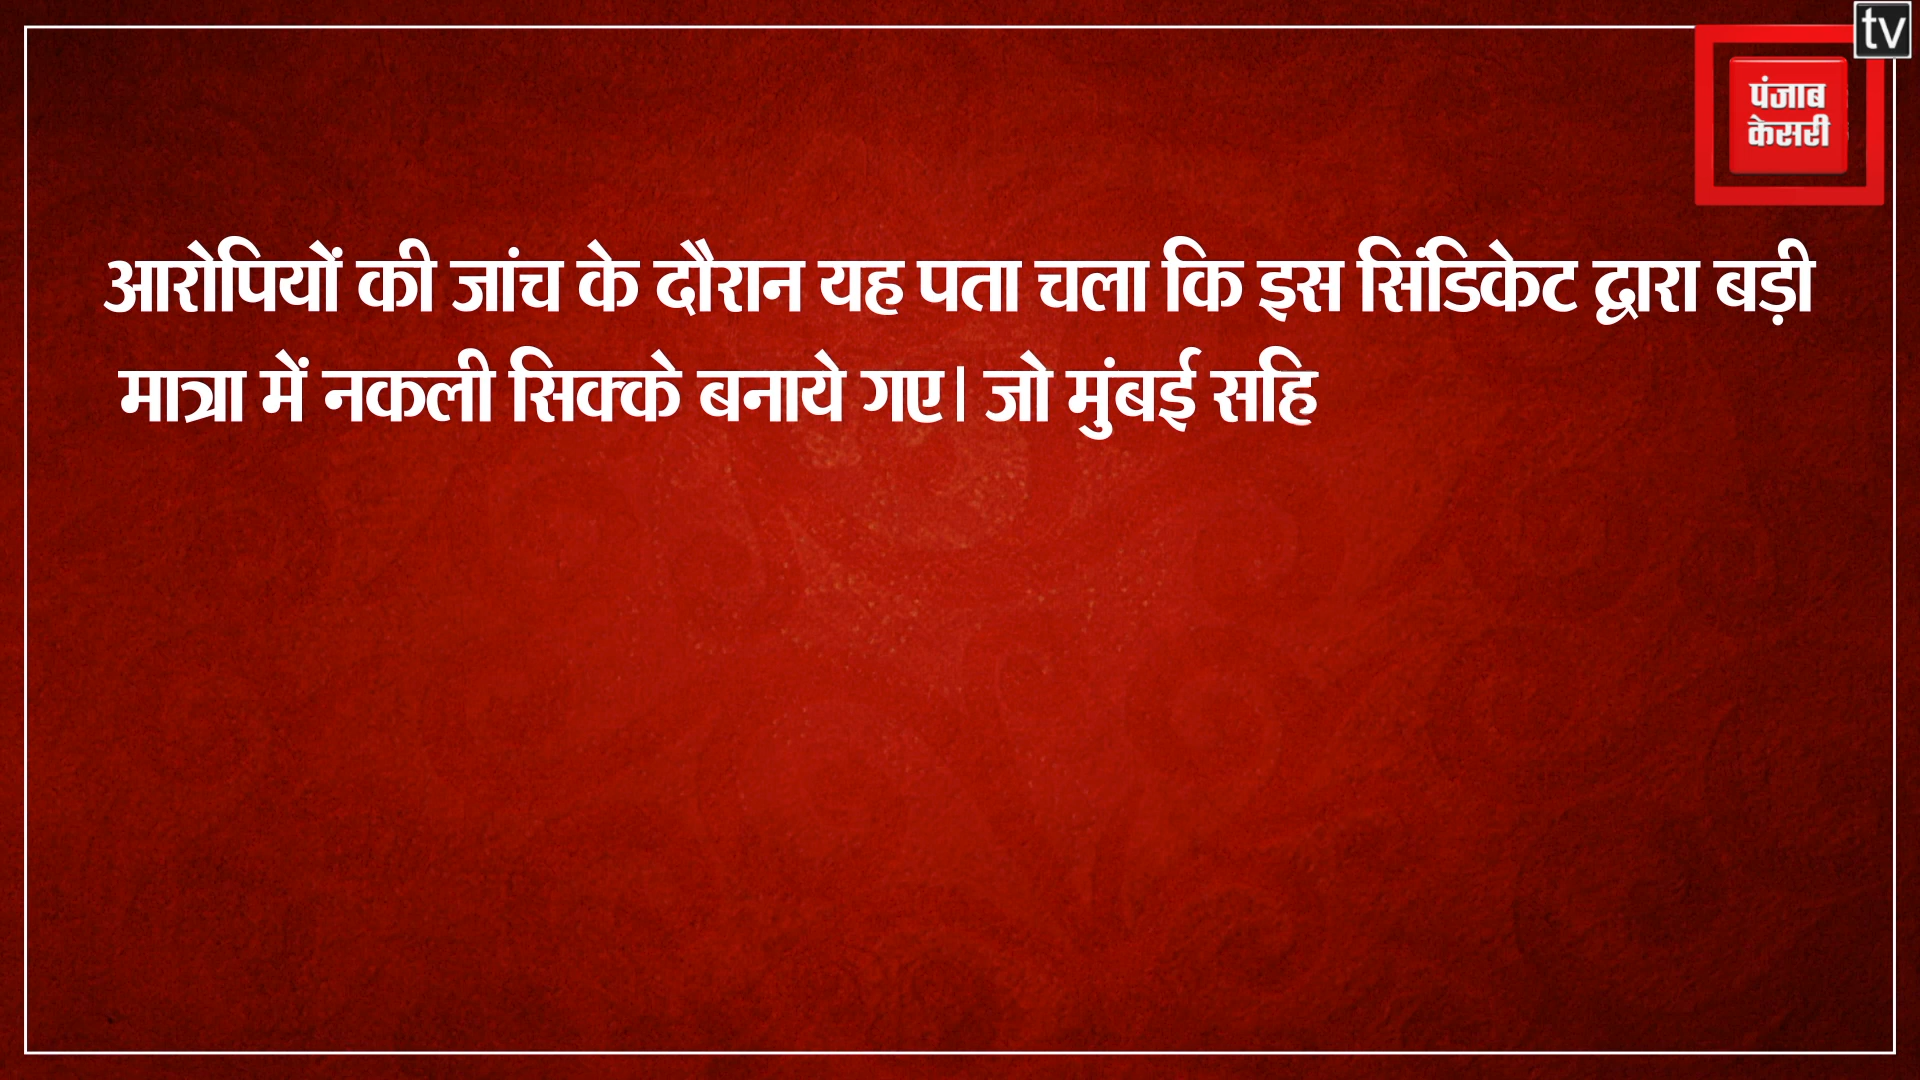 tv
पंजाब
केसरी
आरोपियों की जांच के दौरान यह पता चला कि इस सिंडिकेट द्वारा बड़ी
मात्रा में नकली सिक्के बनाये गए। जो मुंबई सहि